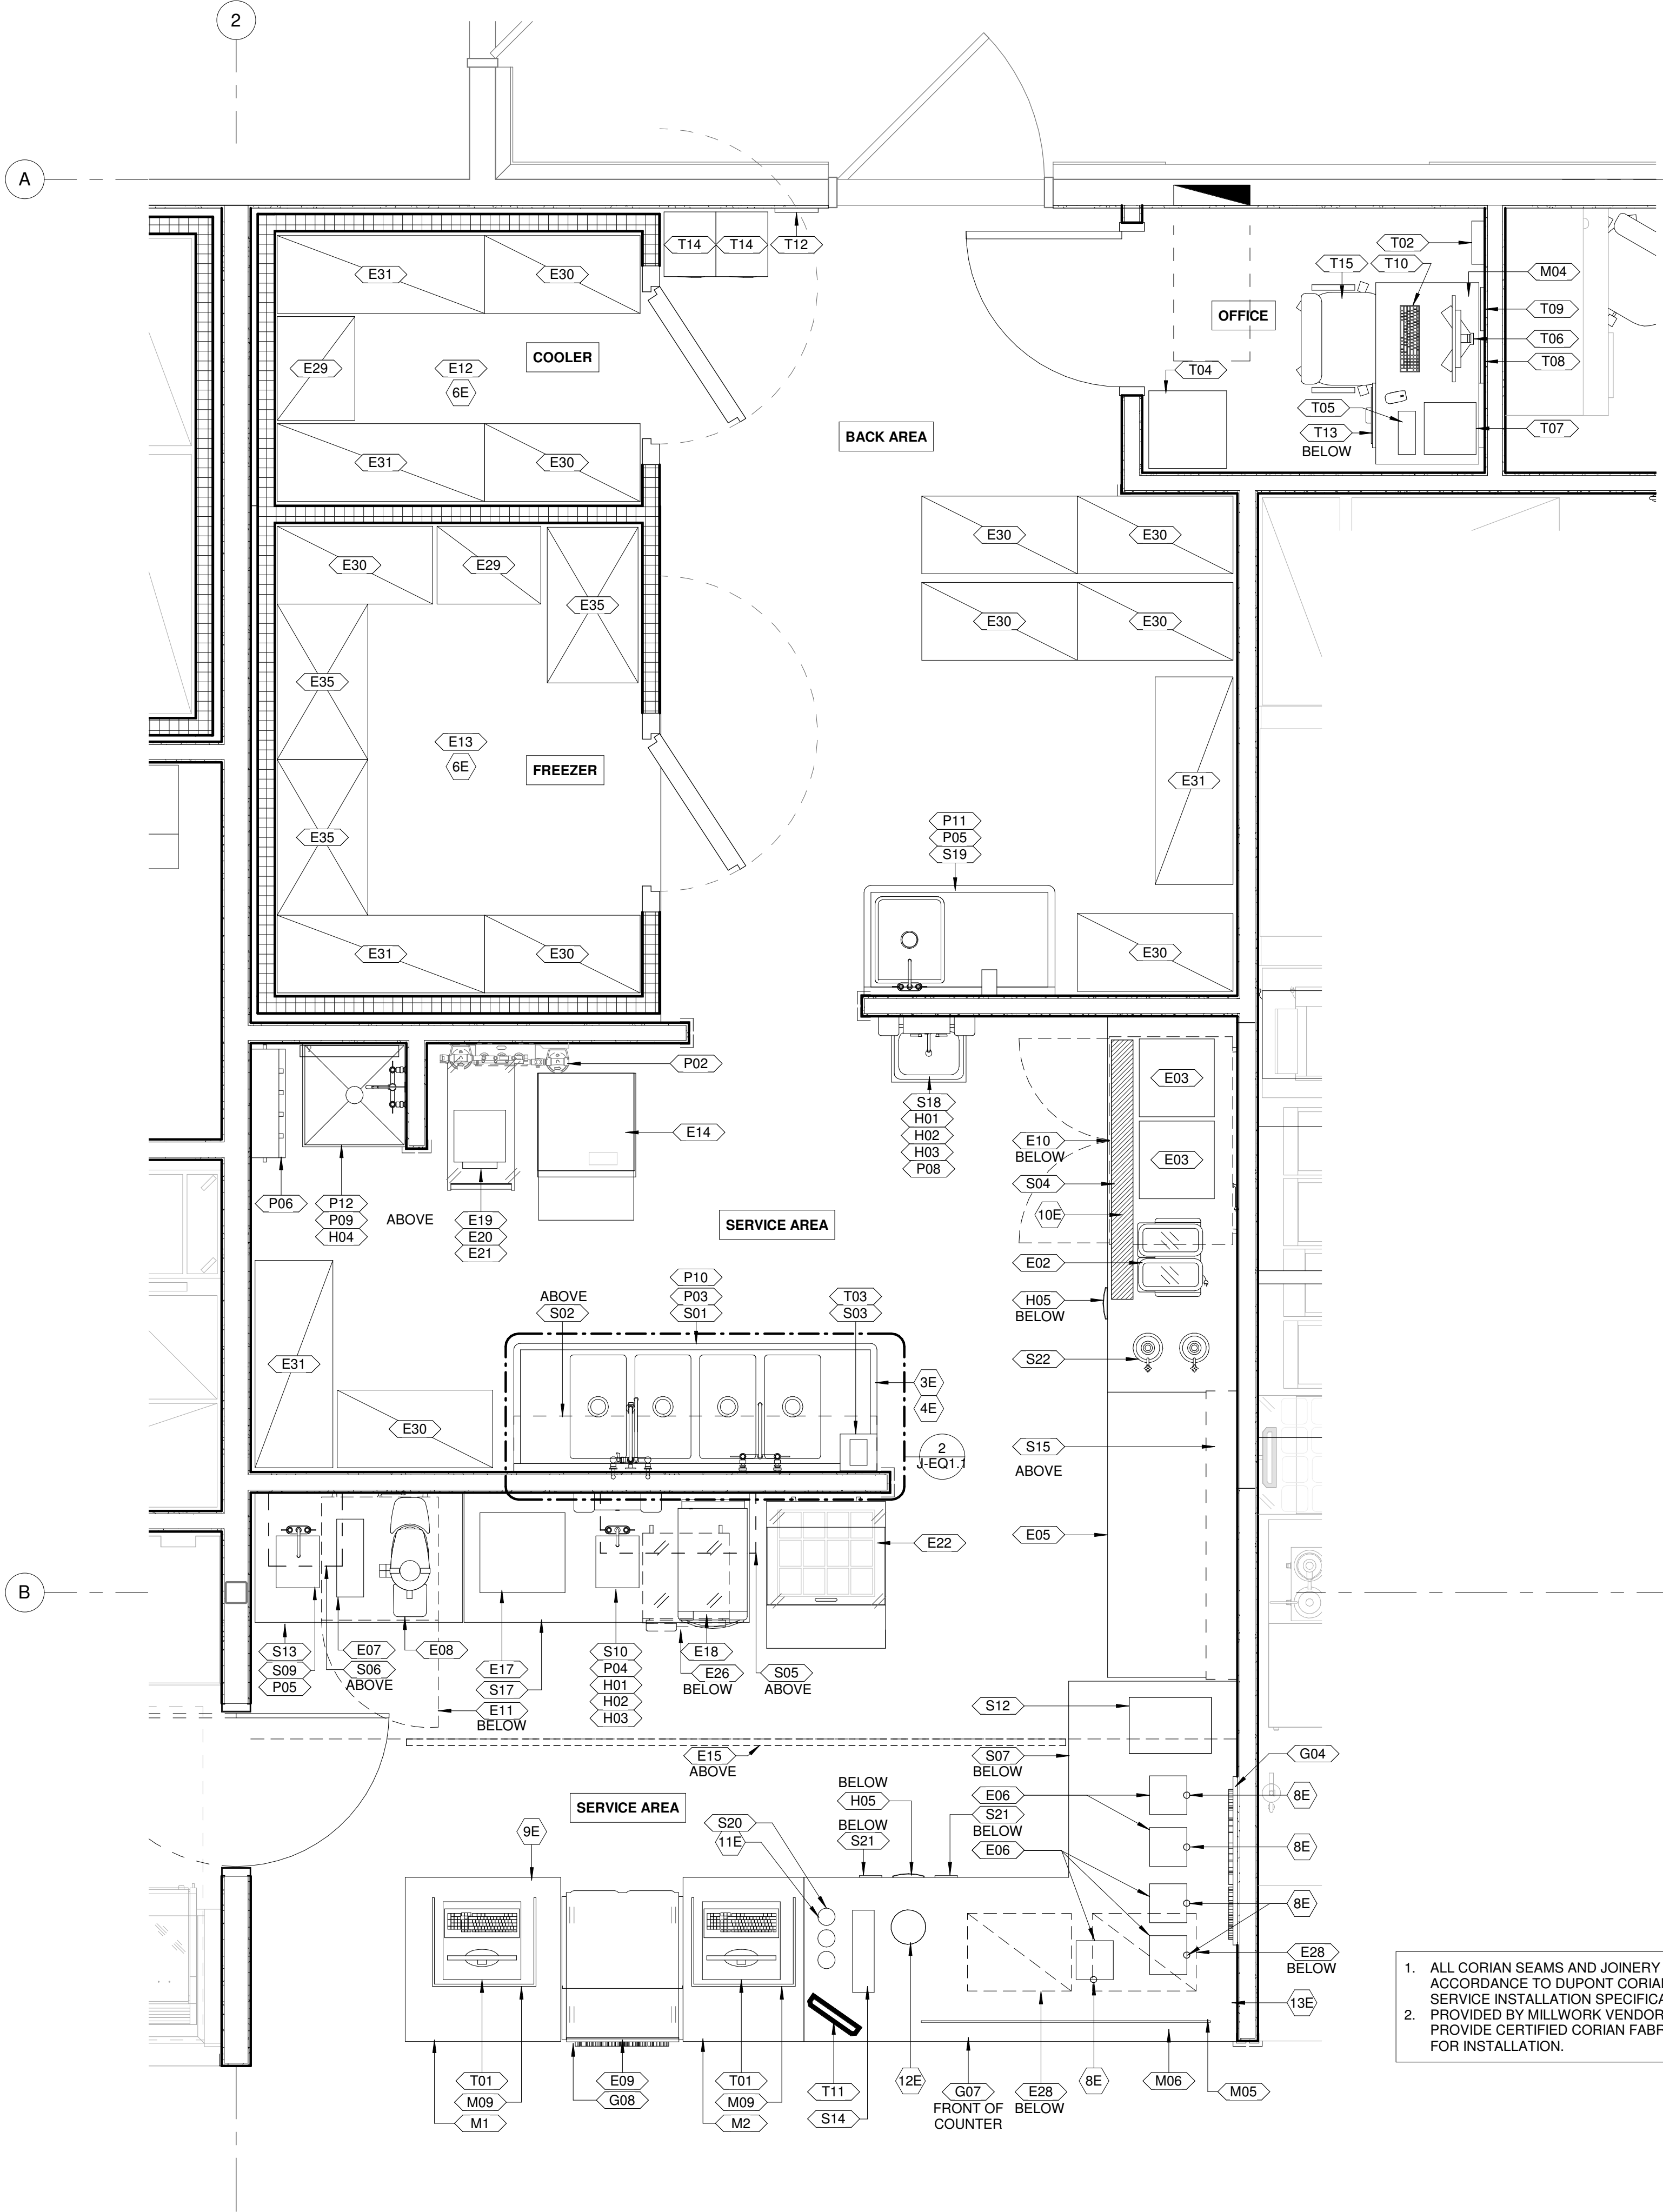 2
A
T14
T14
T12
T02
T15
T10
M04
E31
E30
OFFICE
T09
T06
T08
COOLER
E29
E12
6E
T04
T05
T13
BELOW
T07
BACK AREA
E31
E30
E30
E30
E30
E29
E35
E30
E30
E35
E13
6E
FREEZER
E31
P11
P05
S19
E35
E31
E30
E30
P02
E03
S18
H01
H02
H03
P08
E14
E10
BELOW
E03
S04
10E
P06
P12
P09
H04
ABOVE
E19
E20
E21
SERVICE AREA
E02
P10
P03
S01
ABOVE
S02
T03
S03
H05
BELOW
S22
E31
3E
4E
E30
2
J-EQ1.1
S15
ABOVE
E05
E22
B
S13
S09
P05
E07
S06
ABOVE
E08
E17
S17
E11
BELOW
S10
P04
H01
H02
H03
E18
E26
BELOW
S05
ABOVE
S12
E15
ABOVE
S07
BELOW
G04
SERVICE AREA
BELOW
H05
E06
8E
S20
11E
9E
BELOW
S21
S21
BELOW
E06
8E
8E
E28
BELOW
13E
1. ALL CORIAN SEAMS AND JOINERY
ACCORDANCE TO DUPONT
SERVICE INSTALLATION
2. PROVIDED BY MILLWORK VENDOR
PROVIDE CERTIFIED CORIAN
FOR INSTALLATION.
T01
M09
M1
E09
G08
T01
M09
M2
T11
S14
12E
G07
FRONT OF
COUNTER
E28
BELOW
8E
M06
M05